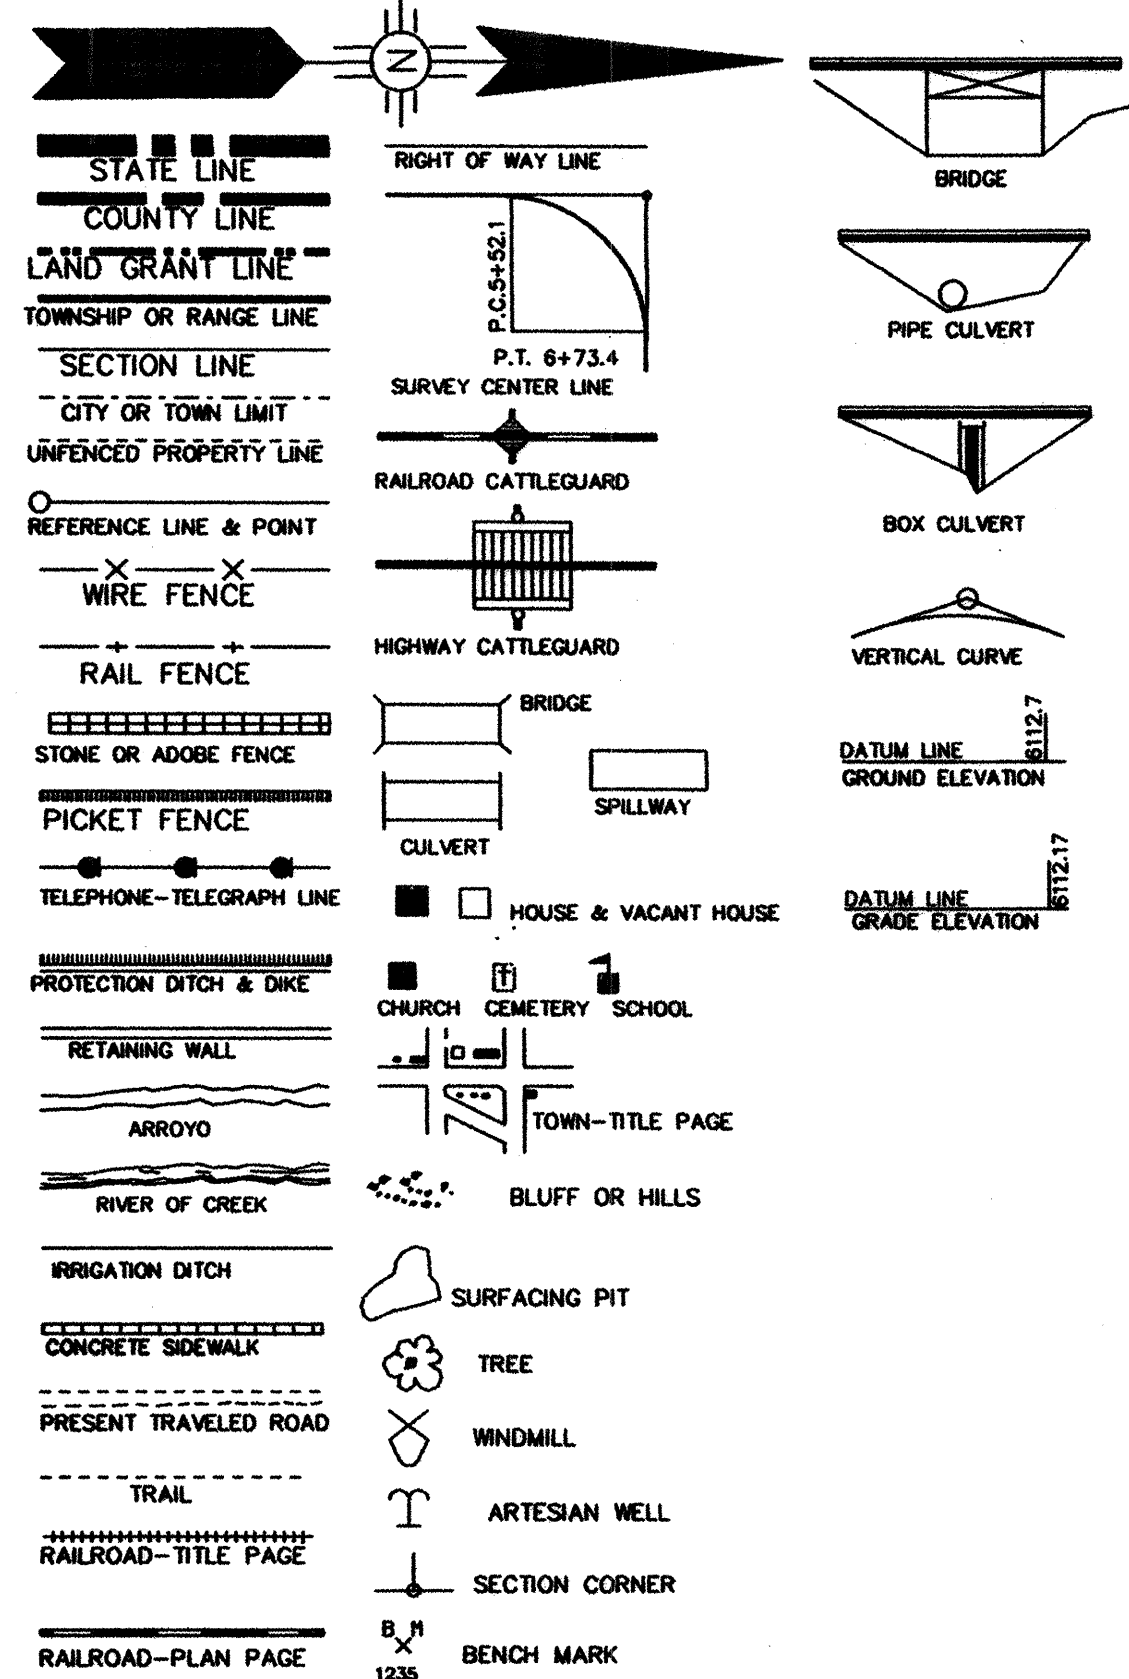 N
STATE LINE
COUNTY LINE
LAND GRANT LINE
TOWNSHIP OR RANGE LINE
SECTION LINE
CITY OR TOWN LIMIT
UNFENCED PROPERTY LINE
REFERENCE LINE & POINT
WIRE FENCE
RAIL FENCE
STONE OR ADOBE FENCE
PICKET FENCE
TELEPHONE-TELEGRAPH LINE
PROTECTION DITCH & DIKE
RETAINING WALL
ARROYO
RIVER OF CREEK
IRRIGATION DITCH
CONCRETE SIDEWALK
PRESENT TRAVELED ROAD
TRAIL
RAILROAD-TITLE PAGE
RAILROAD-PLAN PAGE
RIGHT OF WAY LINE
P.C.5+52.1
P.T. 6+73.4
SURVEY CENTER LINE
RAILROAD CATTLEGUARD
HIGHWAY CATTLEGUARD
BRIDGE
SPILLWAY
CULVERT
HOUSE & VACANT HOUSE
CHURCH CEMETERY SCHOOL
TOWN-TITLE PAGE
BLUFF OR HILLS
SURFACING PIT
TREE
WINDMILL
ARTESIAN WELL
SECTION CORNER
B M
1235
BENCH MARK
BRIDGE
PIPE CULVERT
BOX CULVERT
VERTICAL CURVE
6112.7
DATUM LINE
GROUND ELEVATION
6112.17
DATUM LINE
GRADE ELEVATION